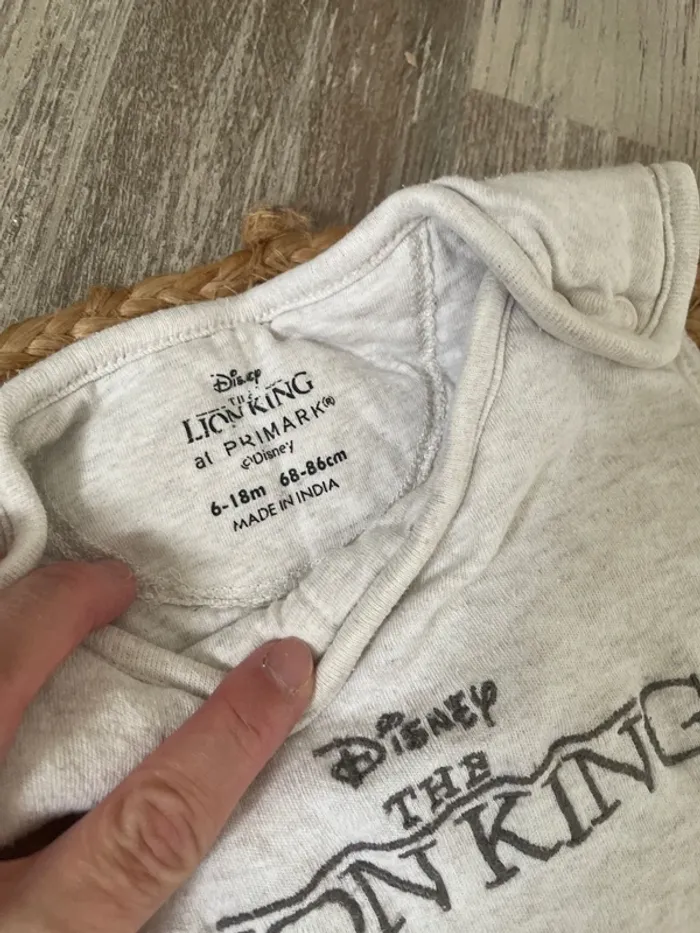 Disney
THE
LION KING
at PRIMARK®
©Disney
6-18m 68-86cm
MADE IN INDIA
DISNEY
THE
LION KING